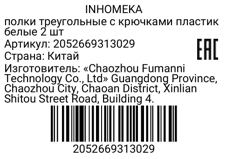 INHOMEKA
полки треугольные с крючками пластик
белые 2 шт
Артикул: 2052669313029
Страна: Китай
Изготовитель: «Chaozhou Fumanni
Technology Co., Ltd» Guangdong Province,
Chaozhou City, Chaoan District, Xinlian
Shitou Street Road, Building 4.
EAC
2052669313029